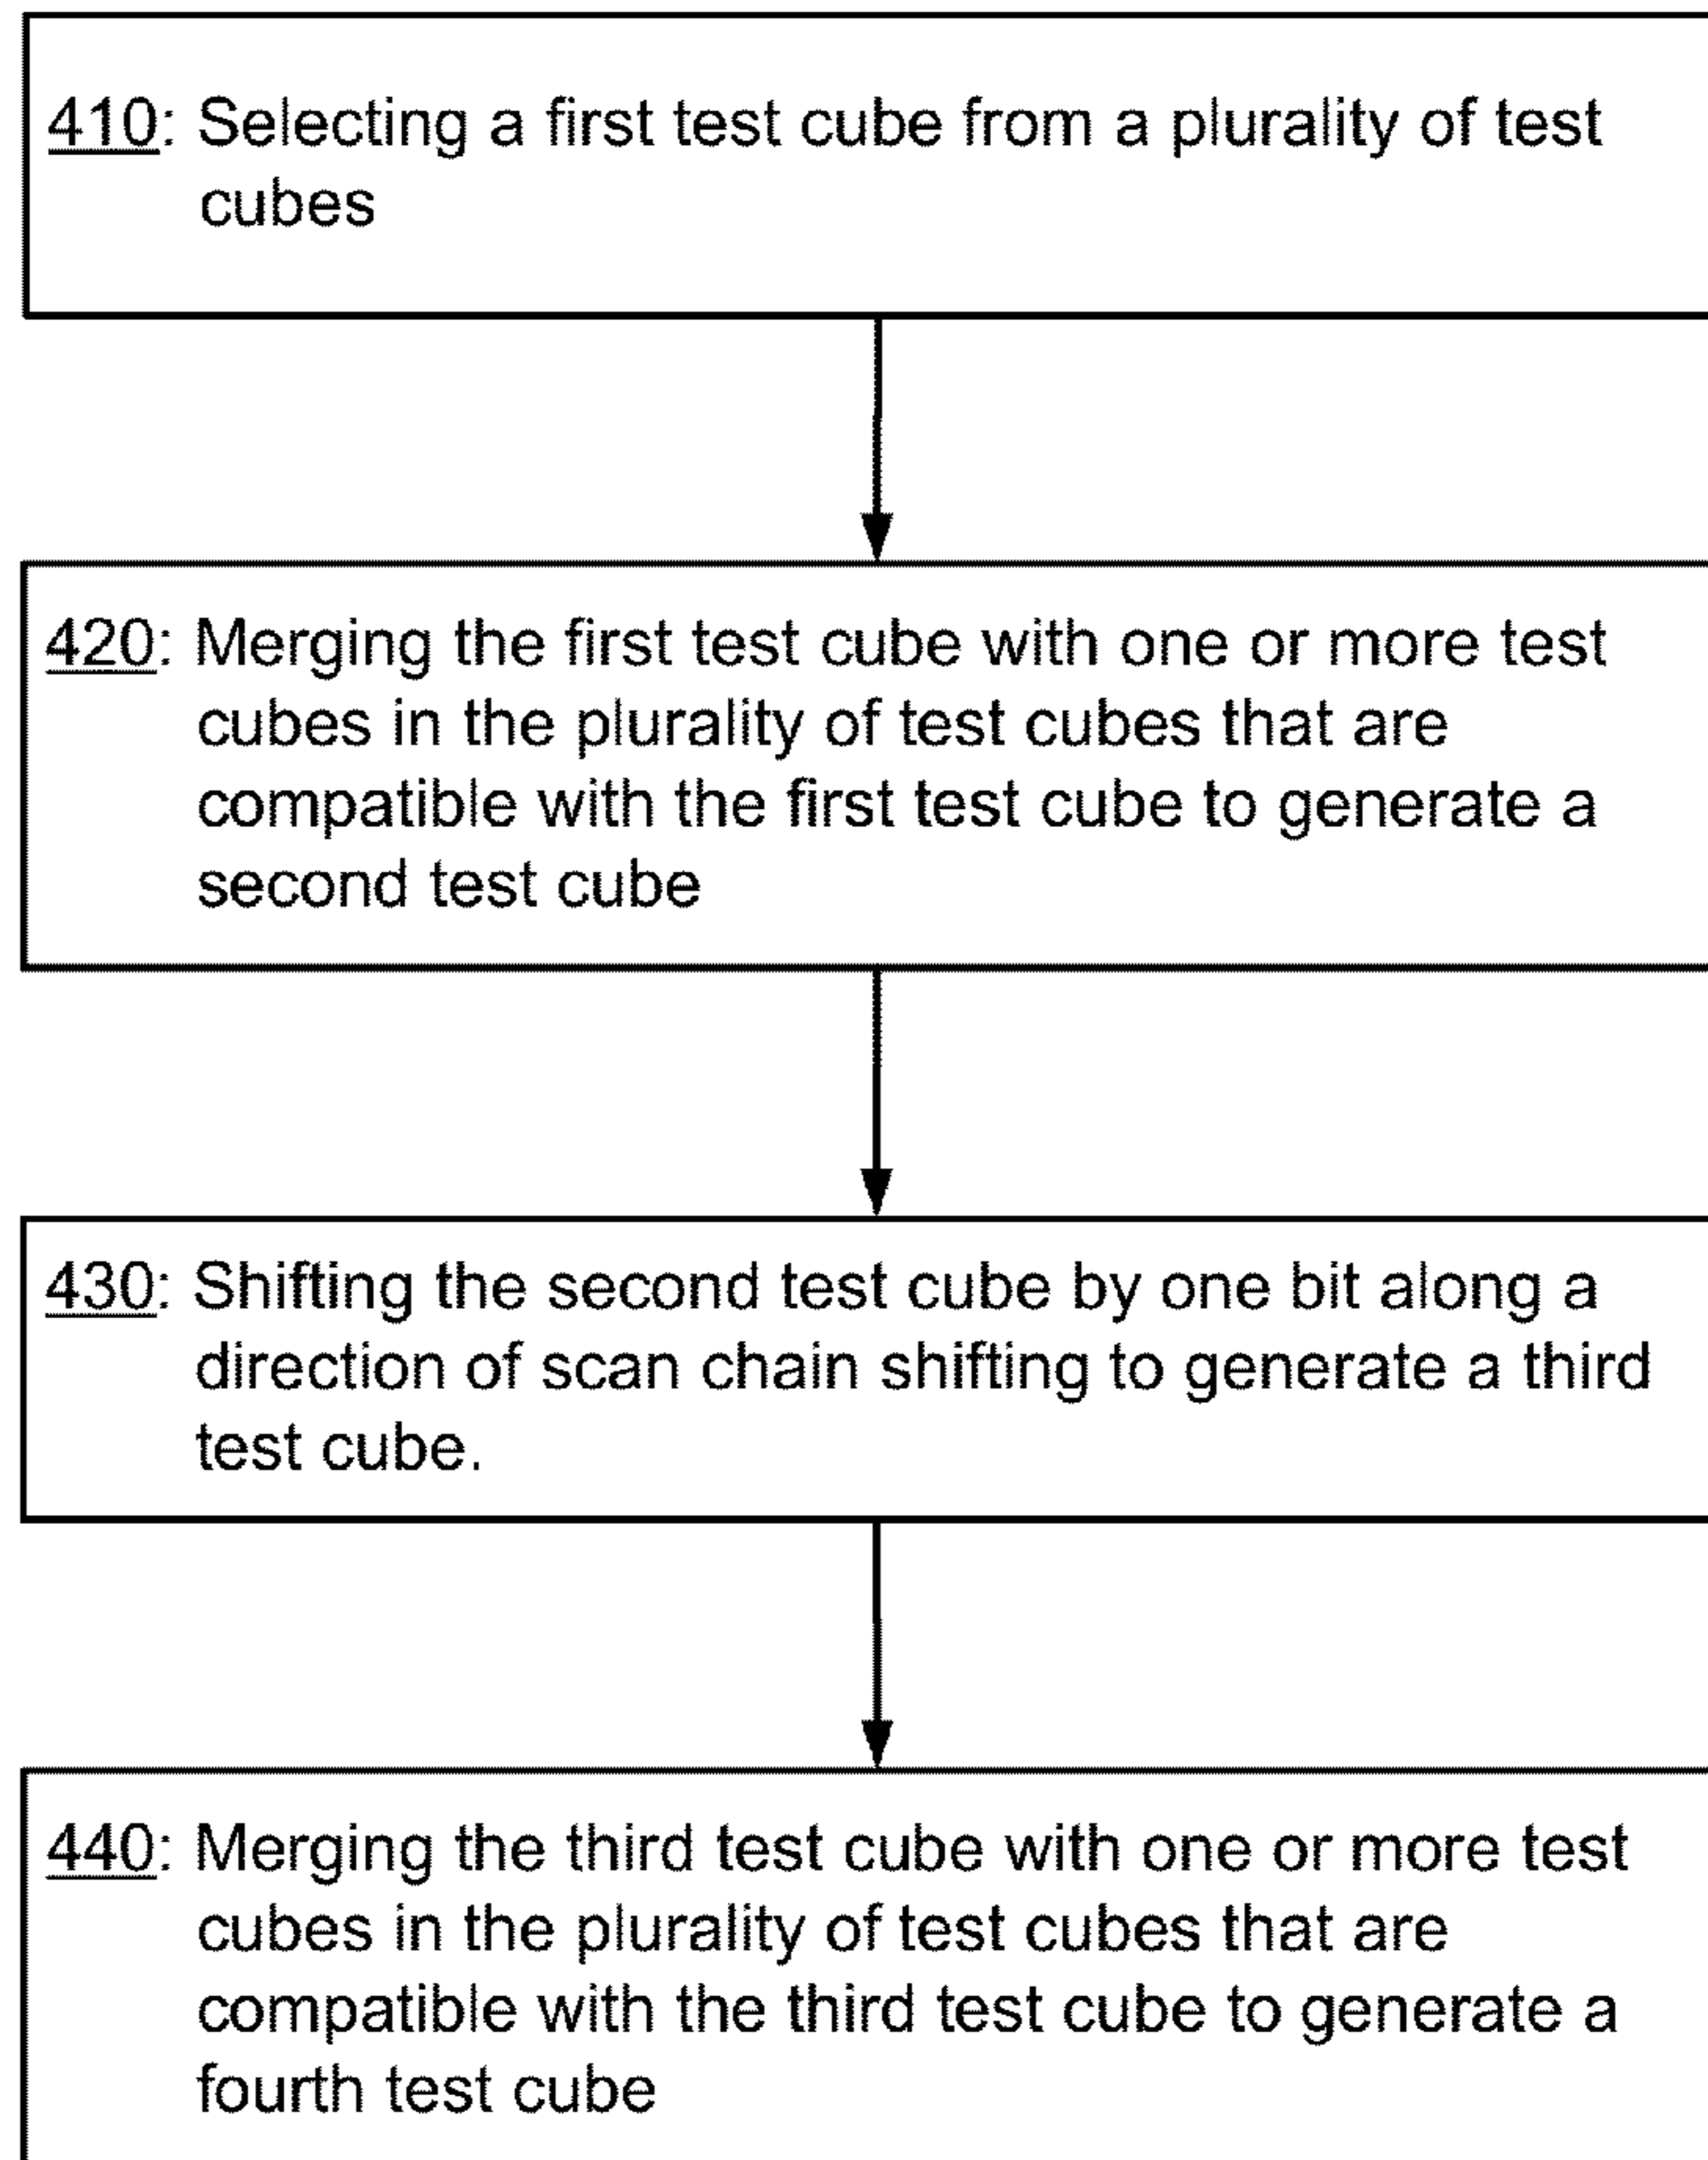 410: Selecting a first test cube from a plurality of test
cubes
420: Merging the first test cube with one or more test
cubes in the plurality of test cubes that are
compatible with the first test cube to generate a
second test cube
430: Shifting the second test cube by one bit along a
direction of scan chain shifting to generate a third
test cube.
440: Merging the third test cube with one or more test
cubes in the plurality of test cubes that are
compatible with the third test cube to generate a
fourth test cube